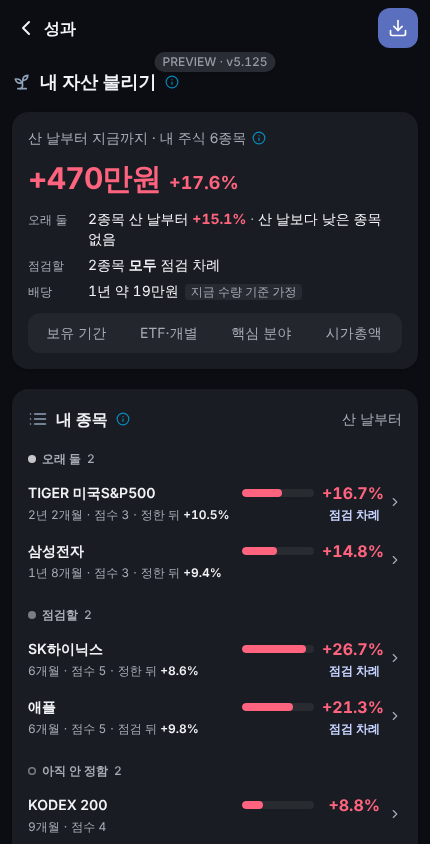 성과
PREVIEW · v5.125
내 자산 불리기
산 날부터 지금까지 · 내 주식 6종목
+470만원 +17.6%
오래 둘 2종목 산 날부터 +15.1% · 산 날보다 낮은 종목
없음
점검할 2종목 모두 점검 차례
배당 1년 약 19만원 지금 수량 기준 가정
보유 기간 ETF·개별 핵심 분야 시가총액
내 종목 산 날부터
오래 둘 2
TIGER 미국S&P500 +16.7%
2년 2개월 · 점수 3 · 정한 뒤 +10.5% 점검 차례
삼성전자 +14.8%
1년 8개월 · 점수 3 · 정한 뒤 +9.4%
점검할 2
SK하이닉스 +26.7%
6개월 · 점수 5 · 정한 뒤 +8.6% 점검 차례
애플 +21.3%
6개월 · 점수 5 · 점검 뒤 +9.8% 점검 차례
아직 안 정함 2
KODEX 200 +8.8%
9개월 · 점수 4